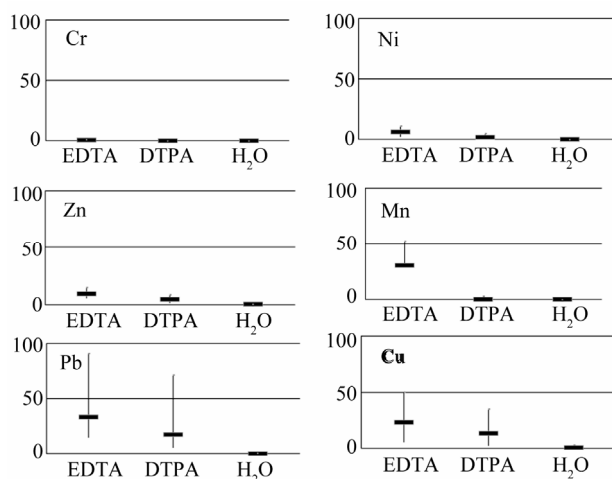 100
Cr
50
0
EDTA DTPA H₂O
100
Ni
50
0
EDTA DTPA H₂O
100
Zn
50
0
EDTA DTPA H₂O
100
Mn
50
0
EDTA DTPA H₂O
100
Pb
50
0
EDTA DTPA H₂O
100
Cu
50
0
EDTA DTPA H₂O